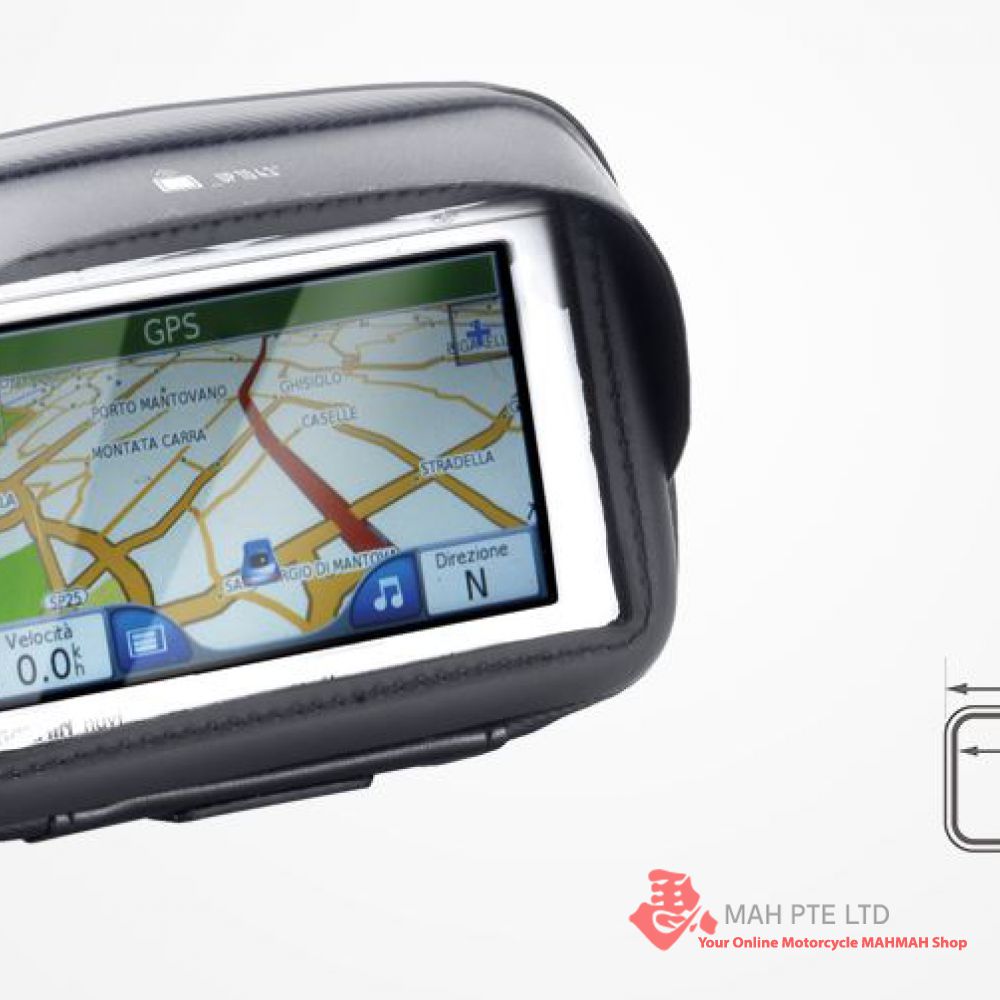 GPS
PORTO MANTOVANO
GHISIOLO
CASELLE
MONTATA CARRA
STRADELLA
SP25
Direzione
N
Velocità
0.0 k/h
MAH PTE LTD
Your Online Motorcycle MAHMAH Shop